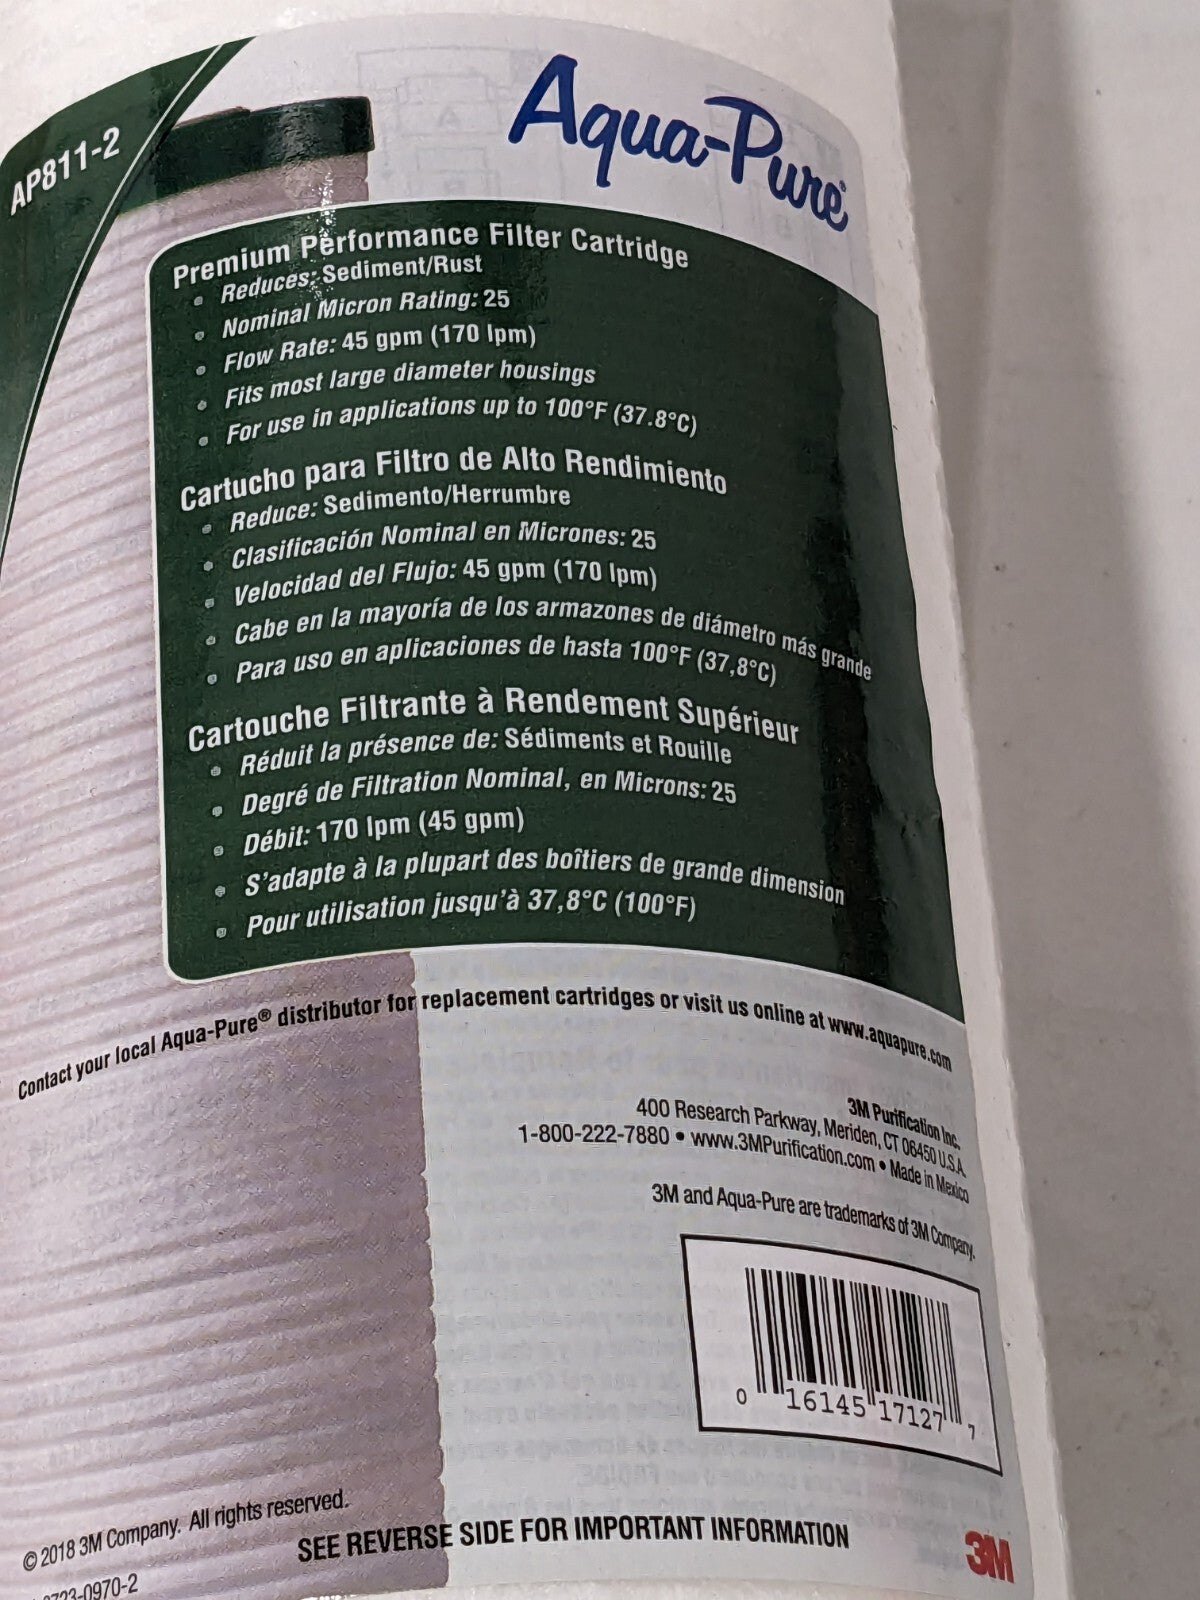 AP811-2
Aqua-Pure®
Premium Performance Filter Cartridge
• Reduces: Sediment/Rust
• Nominal Micron Rating: 25
• Flow Rate: 45 gpm (170 lpm)
• Fits most large diameter housings
• For use in applications up to 100°F (37.8°C)
Cartucho para Filtro de Alto Rendimiento
• Reduce: Sedimento/Herrumbre
• Clasificación Nominal en Micrones: 25
• Velocidad del Flujo: 45 gpm (170 lpm)
• Cabe en la mayoría de los armazones de diámetro más grande
• Para uso en aplicaciones de hasta 100°F (37,8°C)
Cartouche Filtrante à Rendement Supérieur
• Réduit la présence de: Sédiments et Rouille
• Degré de Filtration Nominal, en Microns: 25
• Débit: 170 lpm (45 gpm)
• S'adapte à la plupart des boîtiers de grande dimension
• Pour utilisation jusqu'à 37,8°C (100°F)
Contact your local Aqua-Pure® distributor for replacement cartridges or visit us online at www.aquapure.com
3M Purification Inc.
400 Research Parkway, Meriden, CT 06450 U.S.A.
1-800-222-7880 • www.3MPurification.com • Made in Mexico
3M and Aqua-Pure are trademarks of 3M Company.
0 16145 17127 7
© 2018 3M Company. All rights reserved.
SEE REVERSE SIDE FOR IMPORTANT INFORMATION
3M